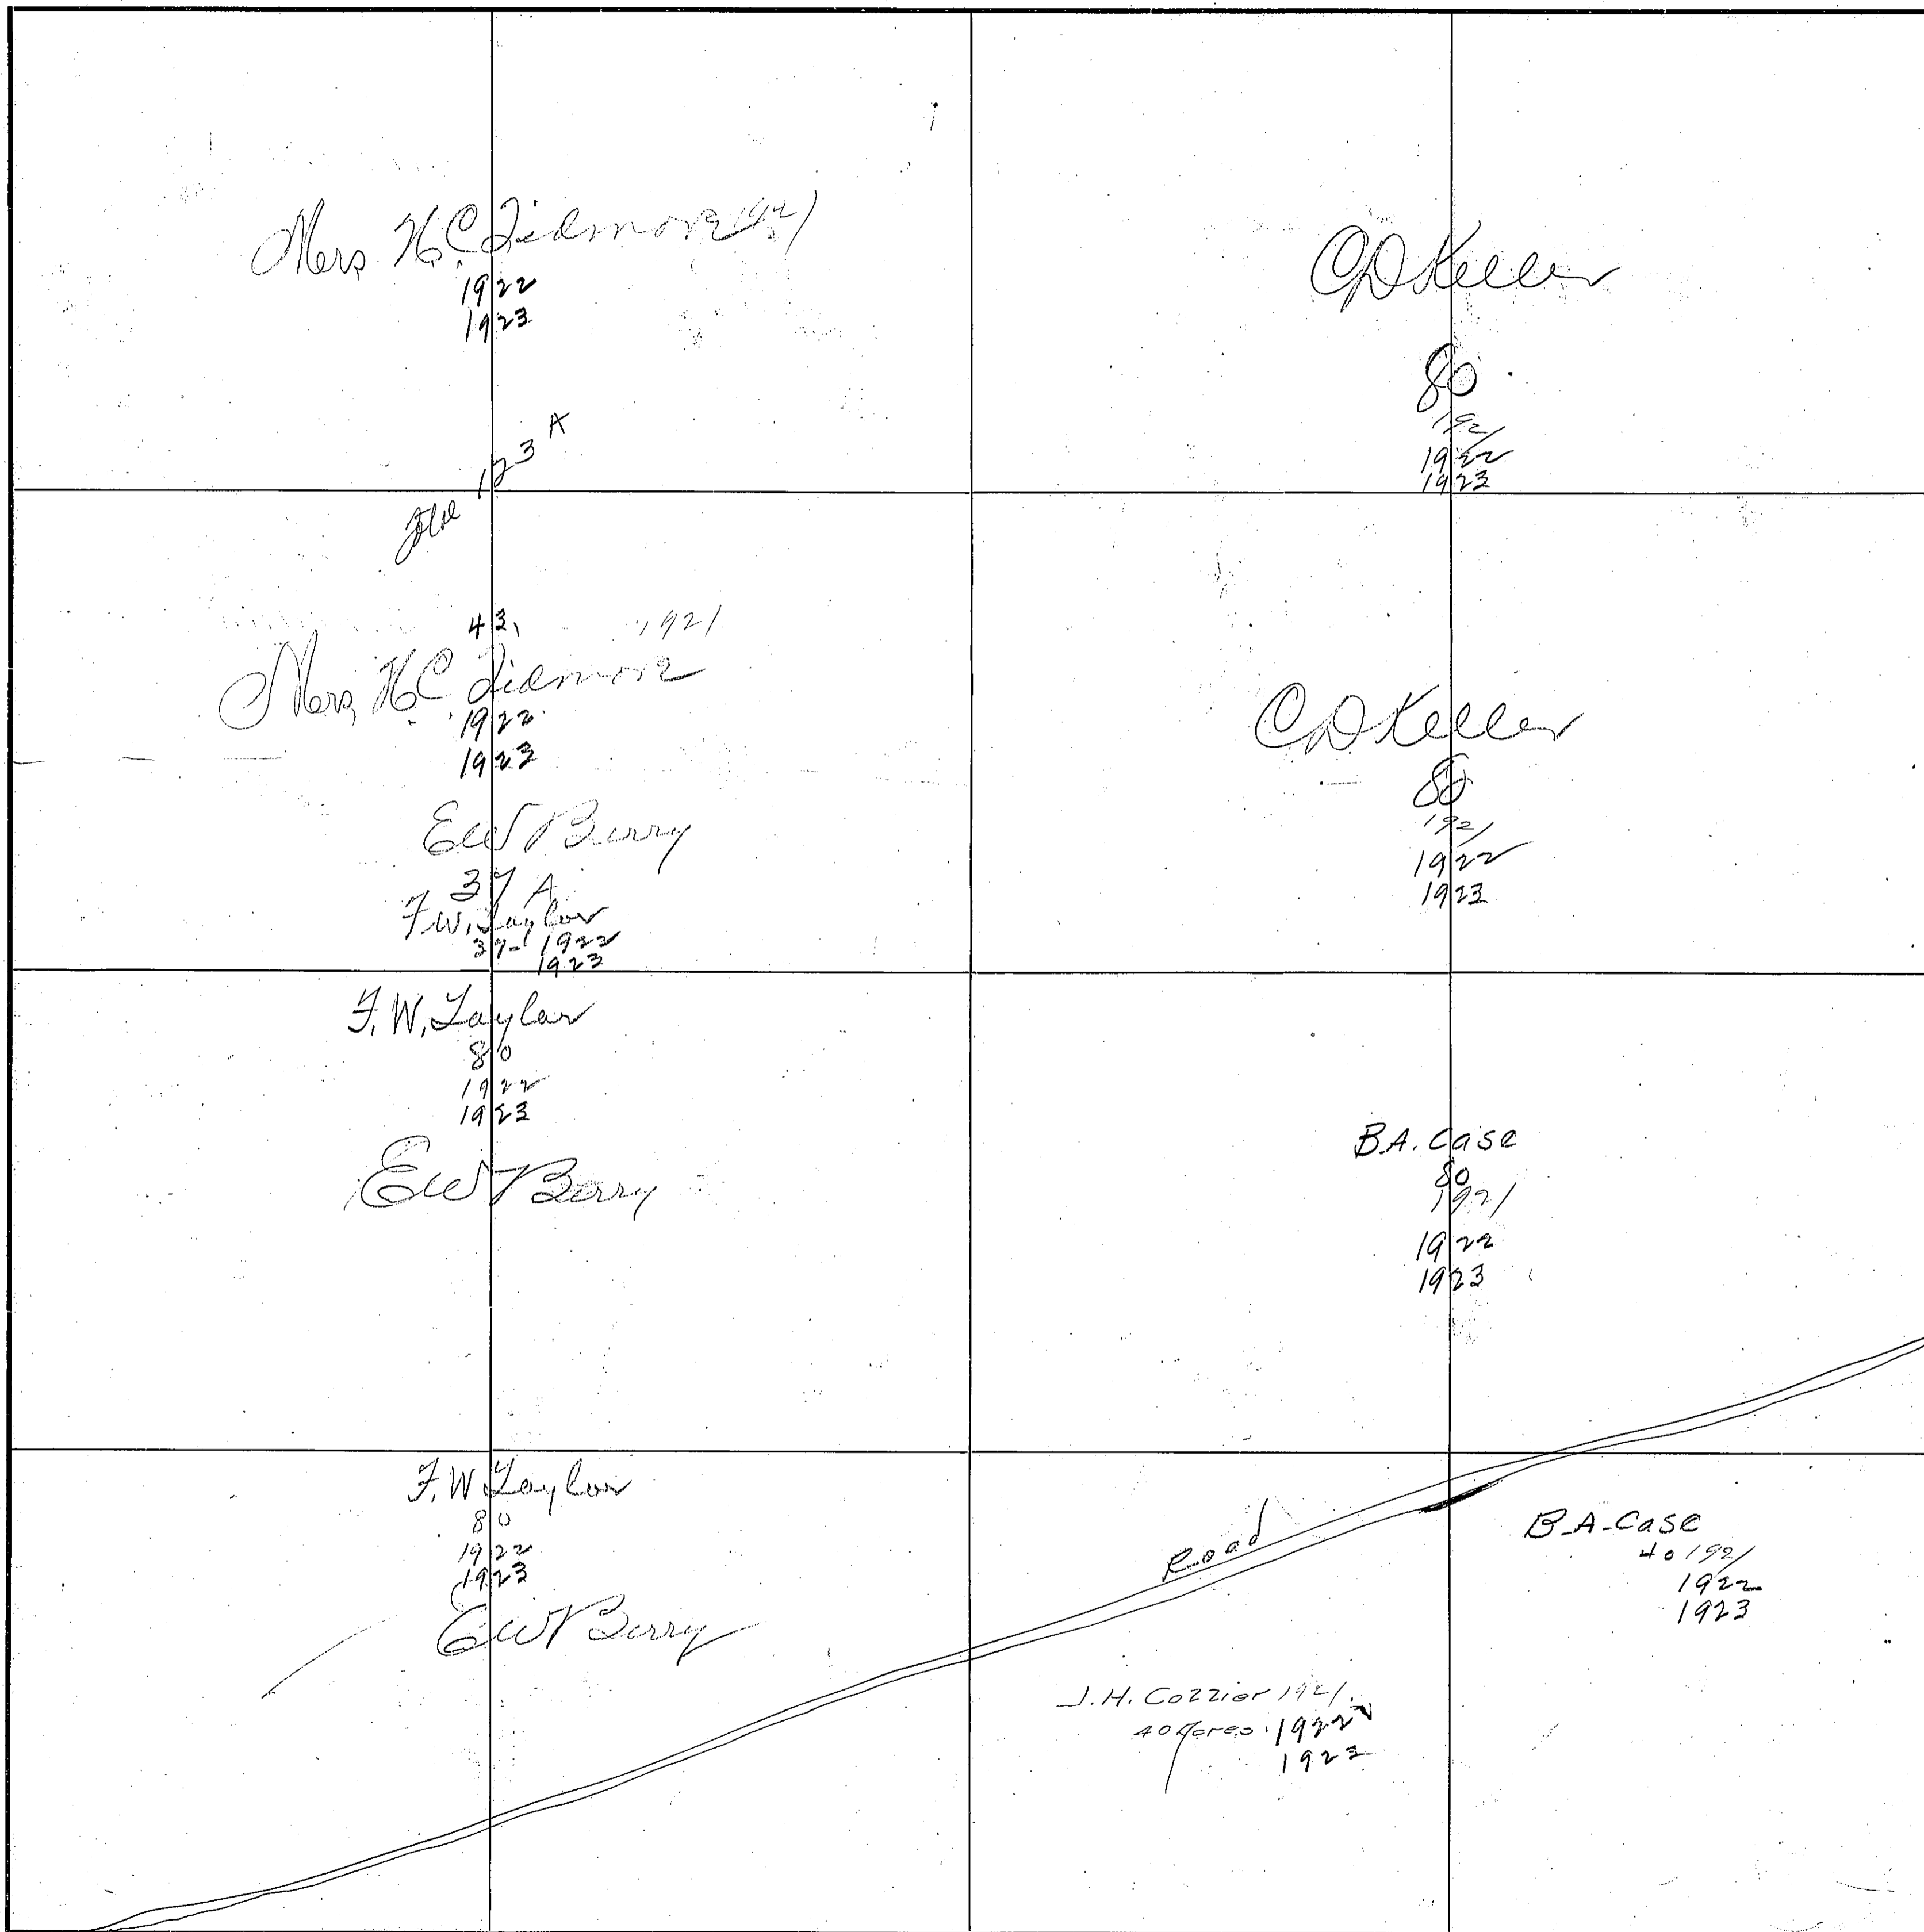 Mrs H.C. Tidmore 1921
1922
1923
123 A
C D Keller
80
1921
1922
1923
43
1921
Mrs H.C. Tidmore
1922
1923
E W Berry
37 A
F.W. Taylor
37- 1922
1923
C D Keller
80
1921
1922
1923
F.W. Taylor
80
1922
1923
E W Berry
B.A. Case
80
1921
1922
1923
F.W Taylor
80
1922
1923
E W Berry
Road
B-A-Case
40 1921
1922
1923
J.H. Cozzier 1921.
40 Acres 1922
1923